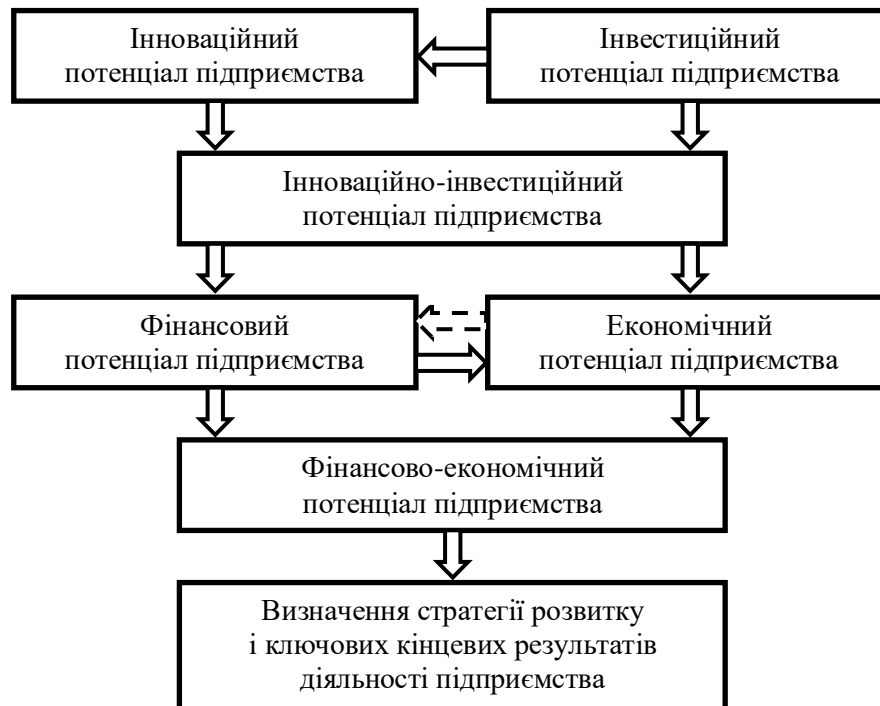 Інноваційний
потенціал підприємства
Інвестиційний
потенціал підприємства
Інноваційно-інвестиційний
потенціал підприємства
Фінансовий
потенціал підприємства
Економічний
потенціал підприємства
Фінансово-економічний
потенціал підприємства
Визначення стратегії розвитку
і ключових кінцевих результатів
діяльності підприємства